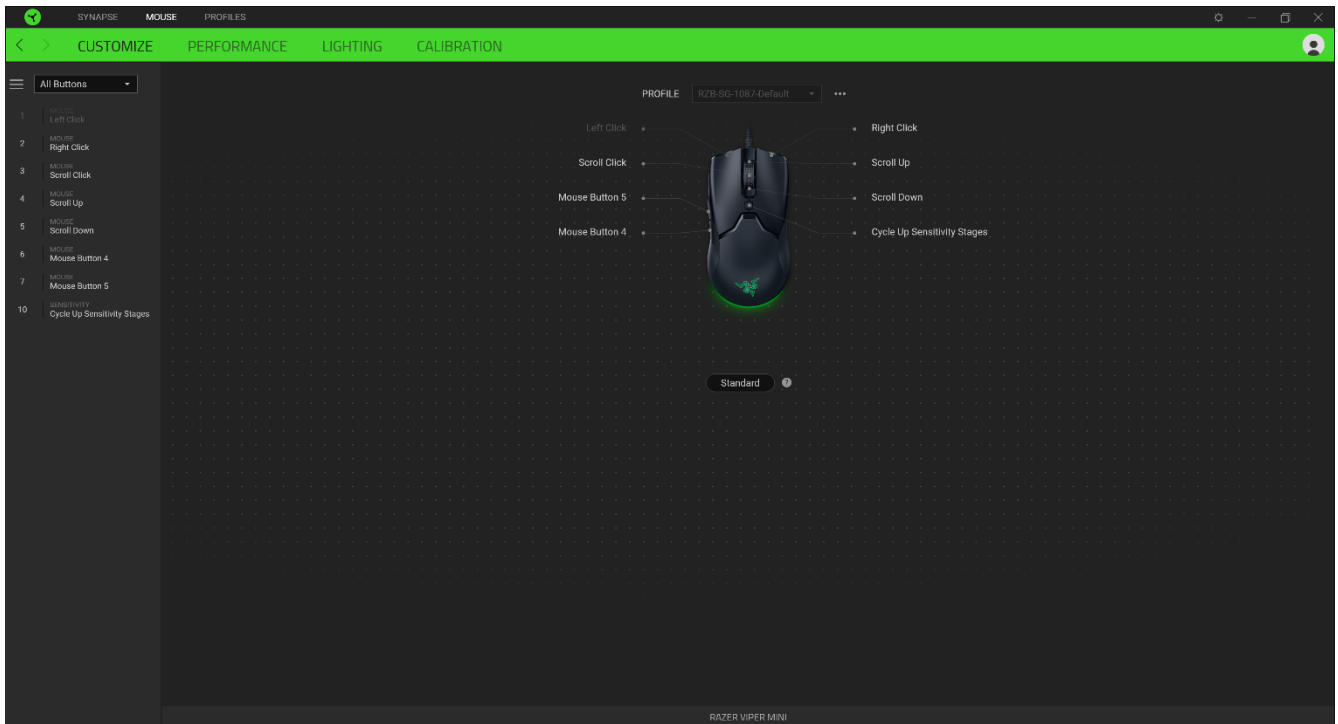 SYNAPSE MOUSE PROFILES
CUSTOMIZE PERFORMANCE LIGHTING CALIBRATION
All Buttons
1 MOUSE
Left Click
2 MOUSE
Right Click
3 MOUSE
Scroll Click
4 MOUSE
Scroll Up
5 MOUSE
Scroll Down
6 MOUSE
Mouse Button 4
7 MOUSE
Mouse Button 5
10 SENSITIVITY
Cycle Up Sensitivity Stages
PROFILE RZB-SG-1087-Default
Left Click Right Click
Scroll Click Scroll Up
Mouse Button 5 Scroll Down
Mouse Button 4 Cycle Up Sensitivity Stages
Standard ?
RAZER VIPER MINI